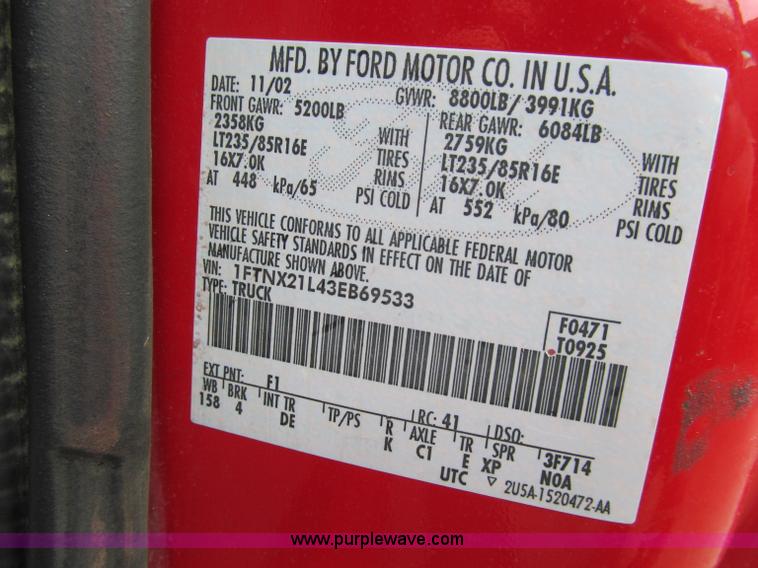 MFD. BY FORD MOTOR CO. IN U.S.A.
DATE: 11/02 GVWR: 8800LB/ 3991KG
FRONT GAWR: 5200LB REAR GAWR: 6084LB
2358KG WITH 2759KG WITH
LT235/85R16E TIRES LT235/85R16E TIRES
16X7.0K RIMS 16X7.0K RIMS
AT 448 kPa/65 PSI COLD AT 552 kPa/80 PSI COLD
THIS VEHICLE CONFORMS TO ALL APPLICABLE FEDERAL MOTOR
VEHICLE SAFETY STANDARDS IN EFFECT ON THE DATE OF
MANUFACTURE SHOWN ABOVE.
VIN: 1FTNX21L43EB69533
TYPE: TRUCK
F0471
T0925
EXT PNT: F1 RC: 41 DSO:
WB BRK INT TR TP/PS R AXLE TR SPR 3F714
158 4 DE K C1 E XP NOA
UTC ▽ 2U5A-1520472-AA
www.purplewave.com